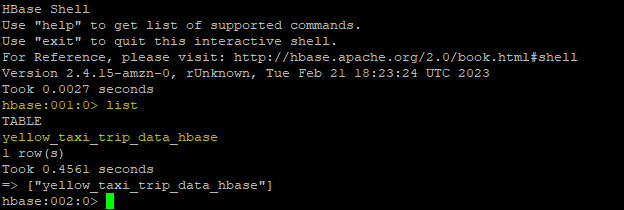 HBase Shell
Use "help" to get list of supported commands.
Use "exit" to quit this interactive shell.
For Reference, please visit: http://hbase.apache.org/2.0/book.html#shell
Version 2.4.15-amzn-0, rUnknown, Tue Feb 21 18:23:24 UTC 2023
Took 0.0027 seconds
hbase:001:0> list
TABLE
yellow_taxi_trip_data_hbase
1 row(s)
Took 0.4561 seconds
=> ["yellow_taxi_trip_data_hbase"]
hbase:002:0>